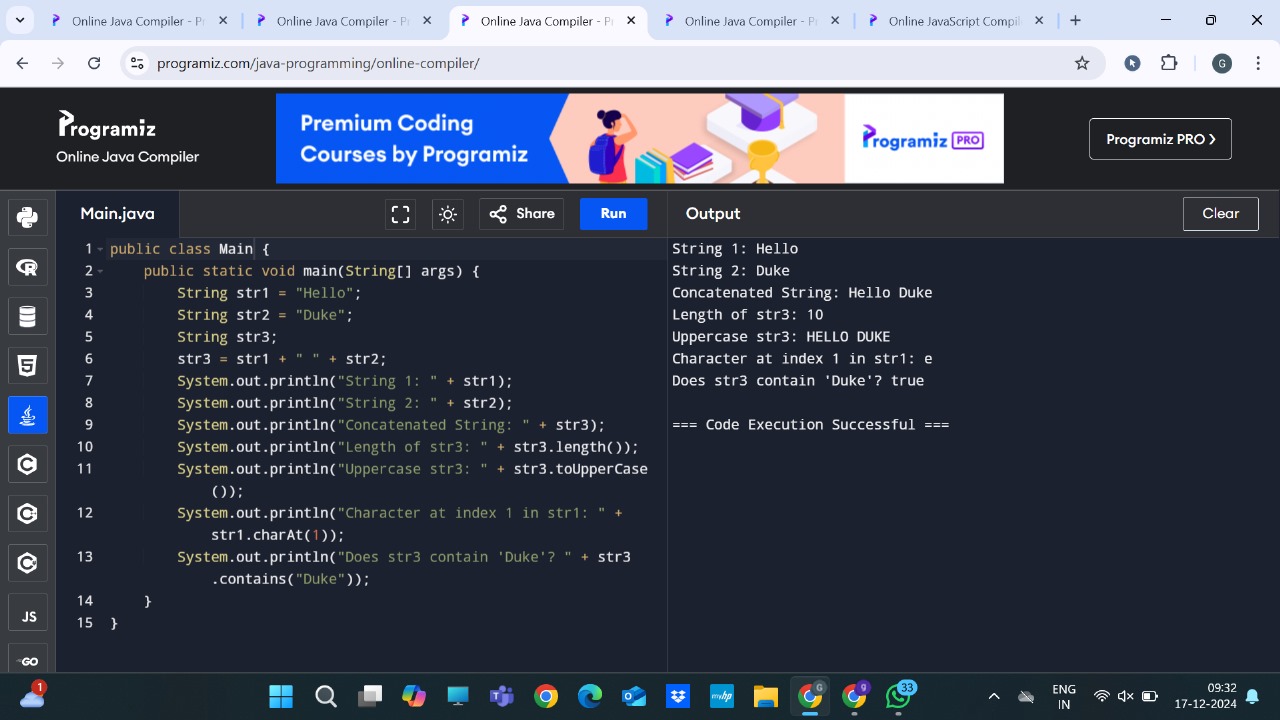 Online Java Compiler - Pr
Online Java Compiler - Pr
Online Java Compiler - Pr
Online Java Compiler - Pr
Online JavaScript Compil
programiz.com/java-programming/online-compiler/
G
Programiz
Online Java Compiler
Premium Coding
Courses by Programiz
Programiz PRO
Programiz PRO >
Main.java
Share
Run
Output
Clear
1 public class Main {
2 public static void main(String[] args) {
3 String str1 = "Hello";
4 String str2 = "Duke";
5 String str3;
6 str3 = str1 + " " + str2;
7 System.out.println("String 1: " + str1);
8 System.out.println("String 2: " + str2);
9 System.out.println("Concatenated String: " + str3);
10 System.out.println("Length of str3: " + str3.length());
11 System.out.println("Uppercase str3: " + str3.toUpperCase
());
12 System.out.println("Character at index 1 in str1: " +
str1.charAt(1));
13 System.out.println("Does str3 contain 'Duke'? " + str3
.contains("Duke"));
14 }
15 }
String 1: Hello
String 2: Duke
Concatenated String: Hello Duke
Length of str3: 10
Uppercase str3: HELLO DUKE
Character at index 1 in str1: e
Does str3 contain 'Duke'? true
=== Code Execution Successful ===
R
5
C
C
C
JS
GO
1
myhp
G
9
33
ENG
IN
09:32
17-12-2024